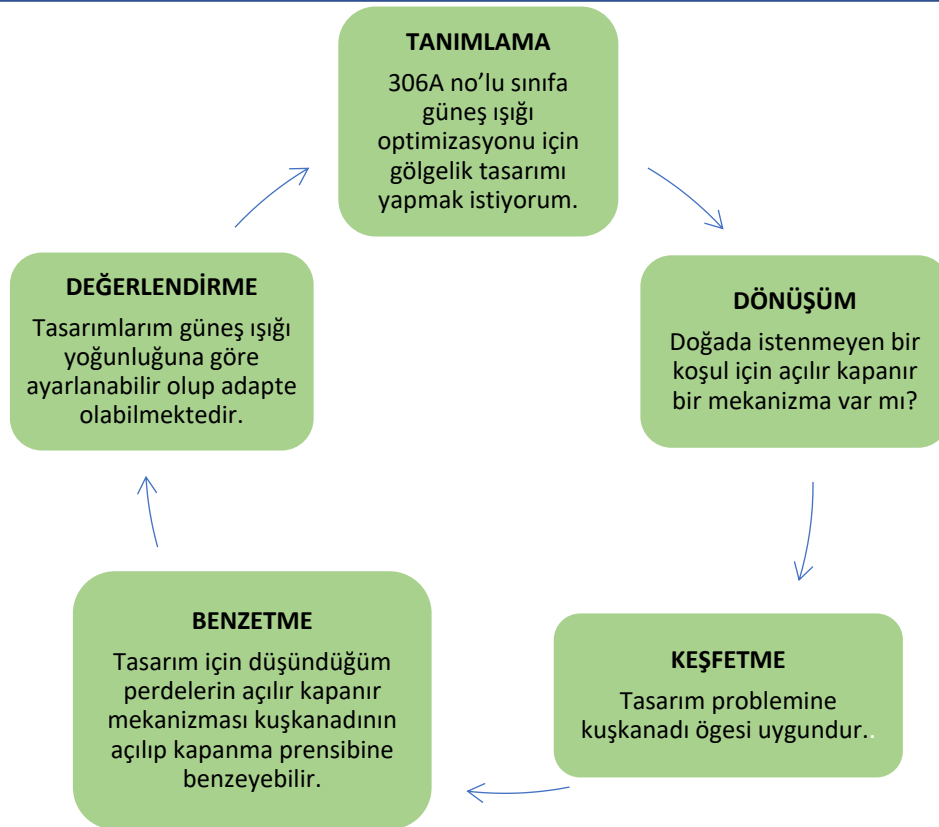 TANIMLAMA
306A no’lu sınıfa
güneş ışığı
optimizasyonu için
gölgelik tasarımı
yapmak istiyorum.
DÖNÜŞÜM
Doğada istenmeyen bir
koşul için açılır kapanır
bir mekanizma var mı?
KEŞFETME
Tasarım problemine
kuşkanadı ögesi uygundur..
BENZETME
Tasarım için düşündüğüm
perdelerin açılır kapanır
mekanizması kuşkanadının
açılıp kapanma prensibine
benzeyebilir.
DEĞERLENDİRME
Tasarımlarım güneş ışığı
yoğunluğuna göre
ayarlanabilir olup adapte
olabilmektedir.